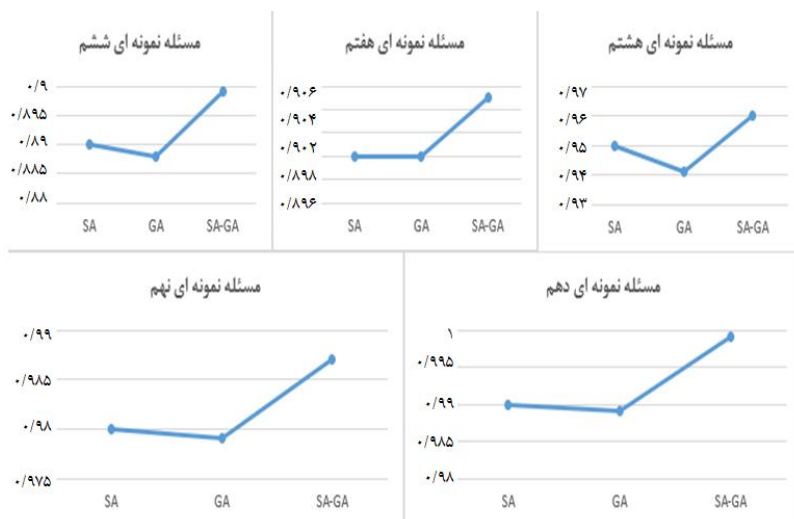 مسئله نمونه ای ششم
۰/۹
۰/۸۹۵
۰/۸۹
۰/۸۸۵
۰/۸۸
SA GA SA-GA
مسئله نمونه ای هفتم
۰/۹۰۶
۰/۹۰۴
۰/۹۰۲
۰/۸۹۸
۰/۸۹۶
SA GA SA-GA
مسئله نمونه ای هشتم
۰/۹۷
۰/۹۶
۰/۹۵
۰/۹۴
۰/۹۳
SA GA SA-GA
مسئله نمونه ای نهم
۰/۹۹
۰/۹۸۵
۰/۹۸
۰/۹۷۵
SA GA SA-GA
مسئله نمونه ای دهم
۱
۰/۹۹۵
۰/۹۹
۰/۹۸۵
۰/۹۸
SA GA SA-GA